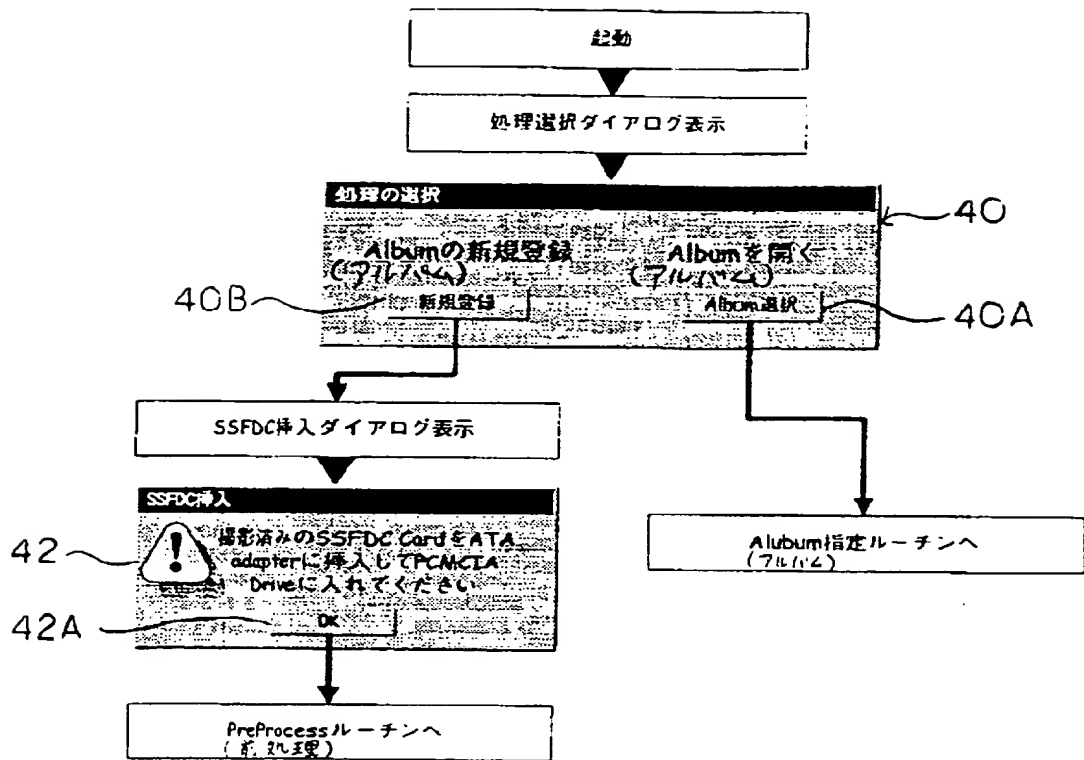 起動
処理選択ダイアログ表示
処理の選択
40
Albumの新規登録
(アルバム)
Albumを開く
(アルバム)
40B
新規登録
Album選択
40A
SSFDC挿入ダイアログ表示
SSFDC挿入
42
撮影済みのSSFDC CardをATA
adapterに挿入してPCMCIA
Driveに入れてください
42A
OK
Alubum指定ルーチンへ
(アルバム)
PreProcessルーチンへ
(前処理)